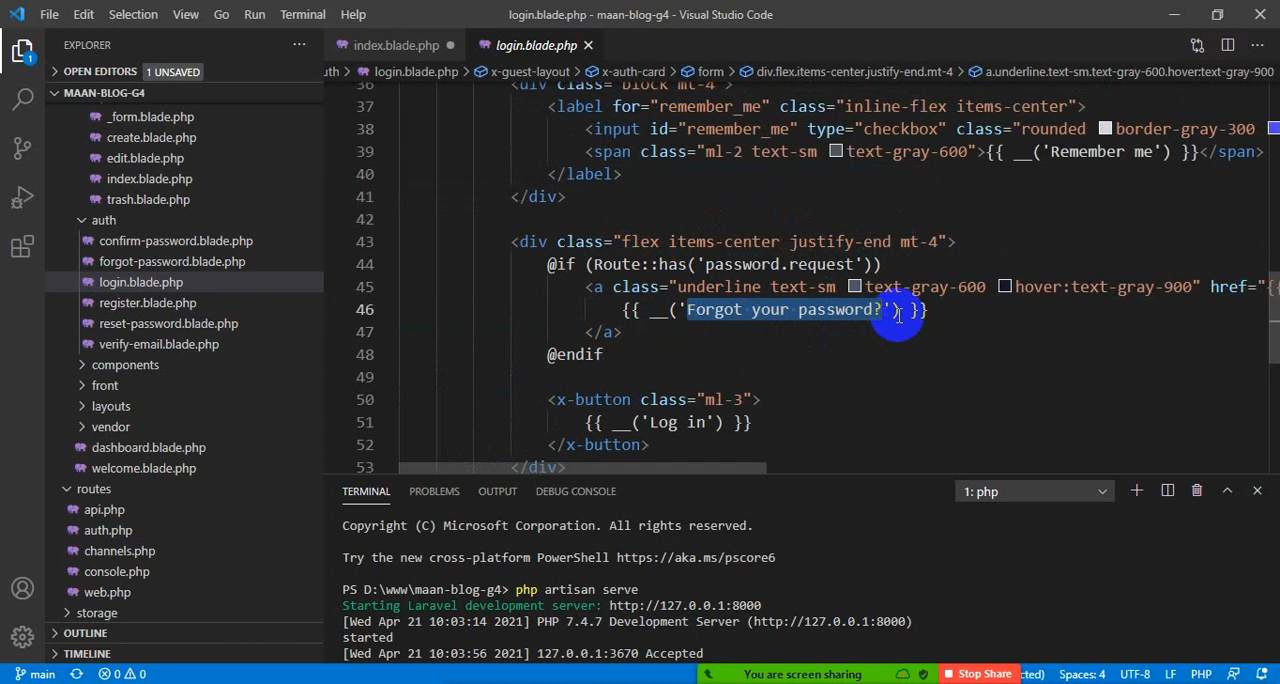 File Edit Selection View Go Run Terminal Help login.blade.php - maan-blog-g4 - Visual Studio Code
EXPLORER
OPEN EDITORS 1 UNSAVED
MAAN-BLOG-G4
_form.blade.php
create.blade.php
edit.blade.php
index.blade.php
trash.blade.php
auth
confirm-password.blade.php
forgot-password.blade.php
login.blade.php
register.blade.php
reset-password.blade.php
verify-email.blade.php
components
front
layouts
vendor
dashboard.blade.php
welcome.blade.php
routes
api.php
auth.php
channels.php
console.php
web.php
storage
OUTLINE
TIMELINE
index.blade.php login.blade.php
uth login.blade.php x-guest-layout x-auth-card form div.flex.items-center.justify-end.mt-4 a.underline.text-sm.text-gray-600.hover:text-gray-900
36 <div class="block mt-4">
37 <label for="remember_me" class="inline-flex items-center">
38 <input id="remember_me" type="checkbox" class="rounded border-gray-300
39 <span class="ml-2 text-sm text-gray-600">{{ __('Remember me') }}</span>
40 </label>
41 </div>
42
43 <div class="flex items-center justify-end mt-4">
44 @if (Route::has('password.request'))
45 <a class="underline text-sm text-gray-600 hover:text-gray-900" href="{{
46 {{ __('Forgot your password?') }}
47 </a>
48 @endif
49
50 <x-button class="ml-3">
51 {{ __('Log in') }}
52 </x-button>
53 </div>
TERMINAL PROBLEMS OUTPUT DEBUG CONSOLE 1: php
Copyright (C) Microsoft Corporation. All rights reserved.
Try the new cross-platform PowerShell https://aka.ms/pscore6
PS D:\www\maan-blog-g4> php artisan serve
Starting Laravel development server: http://127.0.0.1:8000
[Wed Apr 21 10:03:14 2021] PHP 7.4.7 Development Server (http://127.0.0.1:8000)
started
[Wed Apr 21 10:03:56 2021] 127.0.0.1:3670 Accepted
main 0 0 You are screen sharing Stop Share cted) Spaces: 4 UTF-8 LF PHP